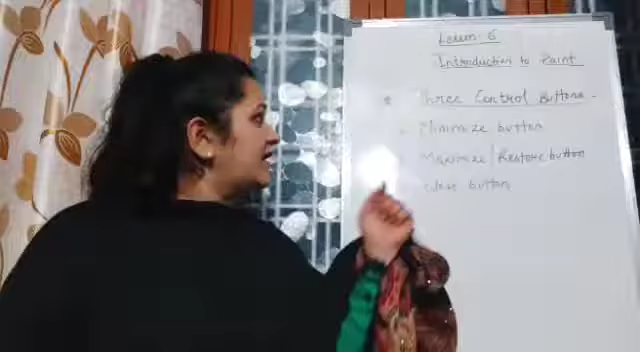 Lesson: 6
Introduction to Paint
Three Control Buttons -
Minimize button
Maximize/Restore button
Close button